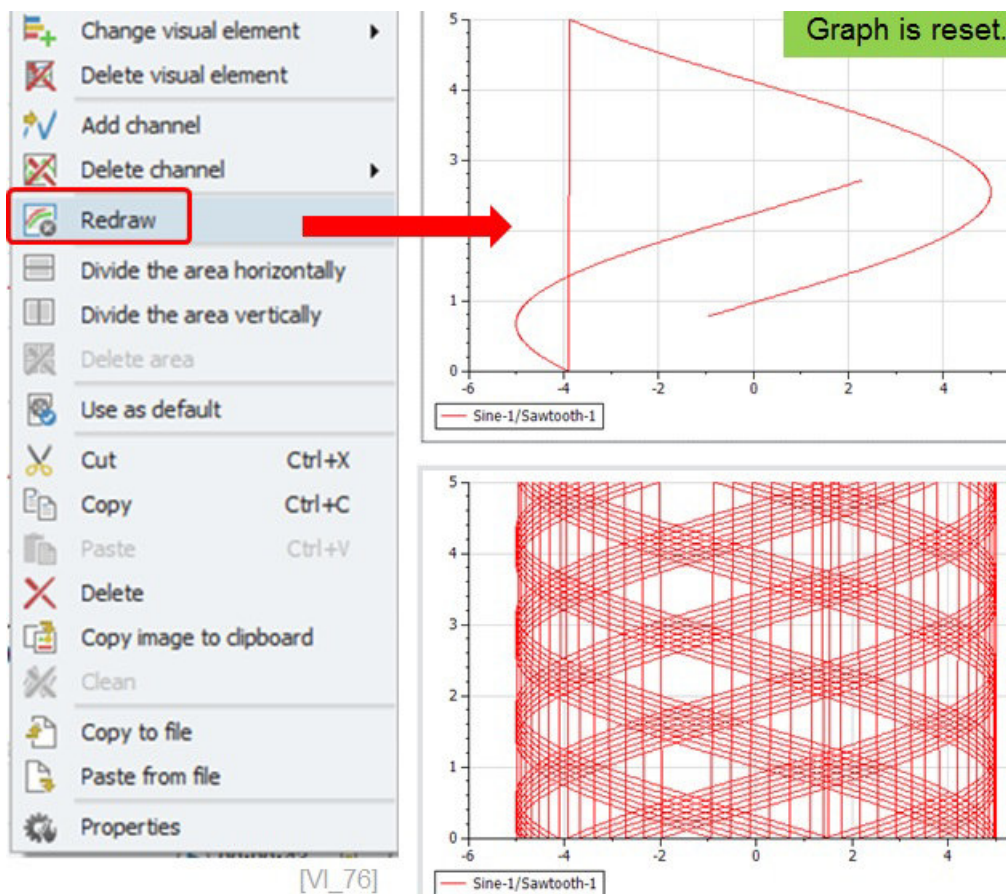 Change visual element
Delete visual element
Add channel
Delete channel
Redraw
Divide the area horizontally
Divide the area vertically
Delete area
Use as default
Cut Ctrl+X
Copy Ctrl+C
Paste Ctrl+V
Delete
Copy image to clipboard
Clean
Copy to file
Paste from file
Properties
[VI_76]
Graph is reset.
5
4
3
1
0
-6 -4 -2 0 2 4
Sine-1/Sawtooth-1
5
4
3
2
1
0
-6 -4 -2 0 2 4
Sine-1/Sawtooth-1